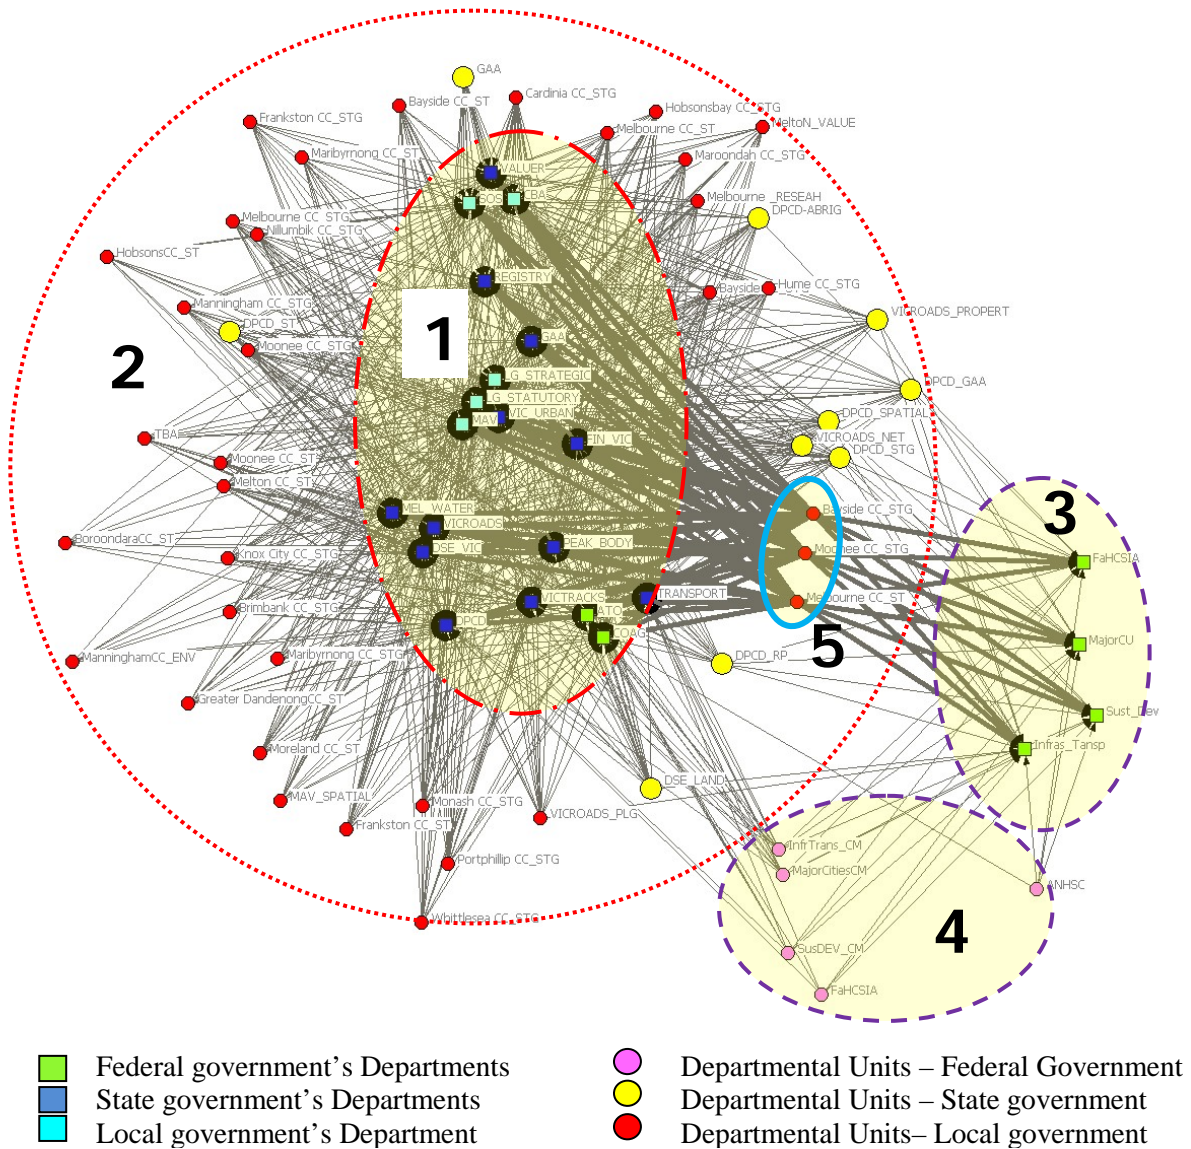 GAA
Bayside CC_ST
Cardinia CC_STG
Hobsonsbay CC_STG
Frankston CC_STG
Melbourne CC_ST
MeltoN_VALUE
Maribyrnong CC_ST
Maroondah CC_STG
VALUER
Melbourne _RESEAH
DPCD-ABRIG
Melbourne CC_STG
Nillumbik CC_STG
HobsonsCC_ST
REGISTRY
Bayside
Hume CC_STG
Manningham CC_STG
VICROADS_PROPERT
DPCD_ST
GAA
1
Moonee CC_STG
2
LG_STRATEGIC
DPCD_GAA
LG_STATUTORY
VIC_URBAN
MAV
DPCD_SPATIAL
TBA
FIN_VIC
VICROADS_NET
DPCD_STG
Moonee CC_ST
Melton CC_ST
MEL_WATER
Bayside CC_STG
3
VICROADS
BoroondaraCC_ST
DSE_VIC
PEAK_BODY
Moonee CC_STG
Knox City CC_STG
FaHCSIA
VICTRACKS
TRANSPORT
Melbourne CC_ST
Brimbank CC_STG
ATO
DPCD
AG
5
MajorCU
ManninghamCC_ENV
Maribyrnong CC_STG
DPCD_RP
Greater DandenongCC_ST
Sust_Dev
Moreland CC_ST
Infras_Tansp
DSE_LAND
MAV_SPATIAL
Monash CC_STG
VICROADS_PLG
Frankston CC_ST
InfrTrans_CM
Portphillip CC_STG
MajorCitiesCM
ANHSC
Whittlesea CC_STG
4
SusDEV_CM
FaHCSIA
Federal government’s Departments
Departmental Units – Federal Government
State government’s Departments
Departmental Units – State government
Local government’s Department
Departmental Units– Local government